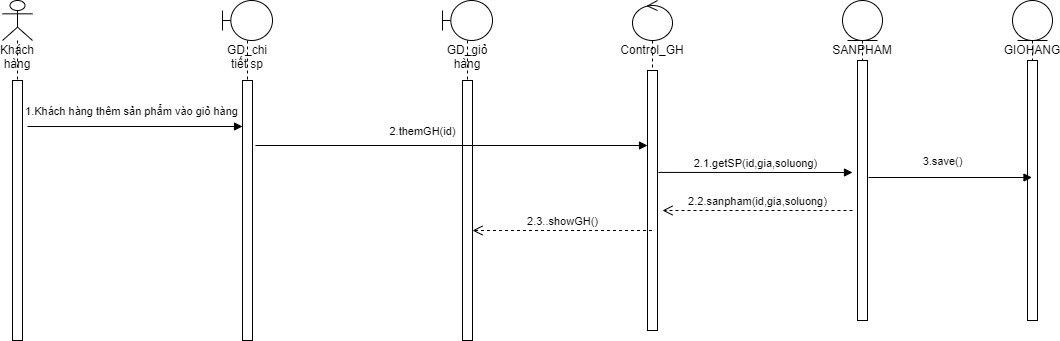 Khách
hàng
GD_chi
tiết sp
GD_giỏ
hàng
Control_GH
SANPHAM
GIOHANG
1.Khách hàng thêm sản phẩm vào giỏ hàng
2.themGH(id)
2.1.getSP(id,gia,soluong)
3.save()
2.2.sanpham(id,gia,soluong)
2.3..showGH()